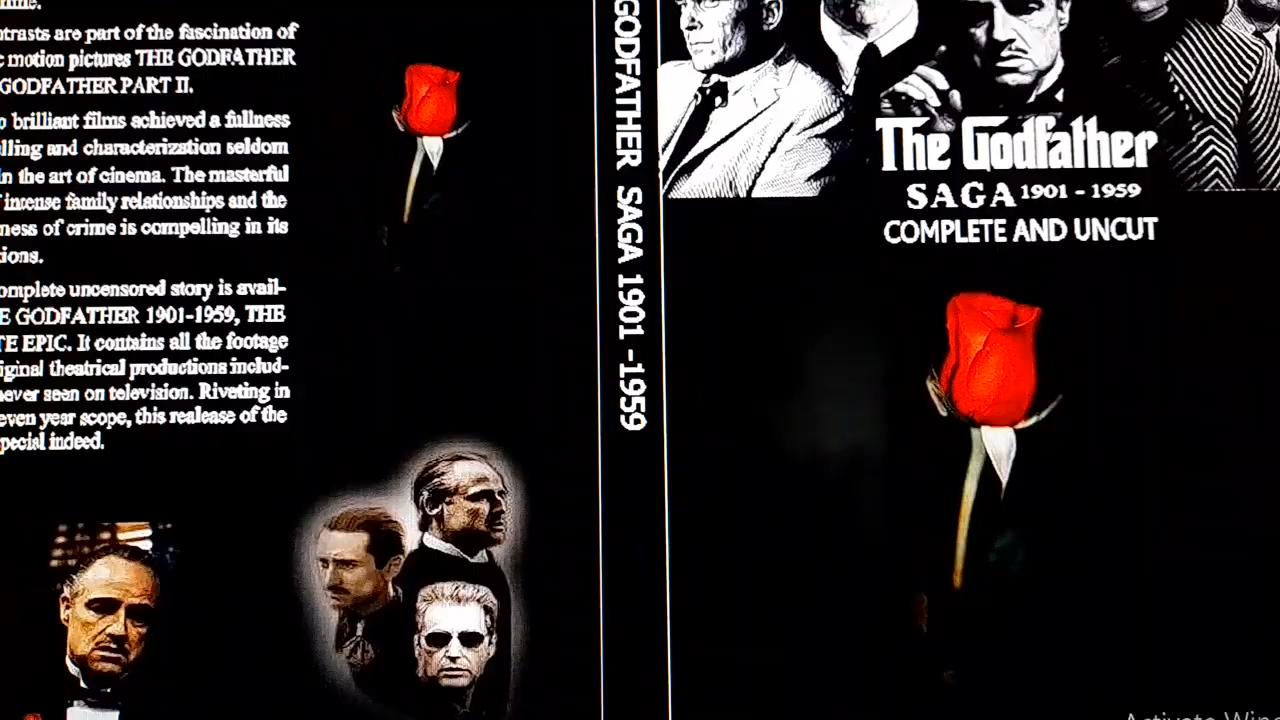 ntrasts are part of the fascination of
motion pictures THE GODFATHER
GODFATHER PART II.
brilliant films achieved a fullness
lling and characterization seldom
in the art of cinema. The masterful
intense family relationships and the
ness of crime is compelling in its
ions.
omplete uncensored story is avail-
E GODFATHER 1901-1959, THE
TE EPIC. It contains all the footage
iginal theatrical productions includ-
never seen on television. Riveting in
even year scope, this realease of the
pecial indeed.
GODFATHER SAGA 1901 -1959
The Godfather
SAGA 1901 - 1959
COMPLETE AND UNCUT